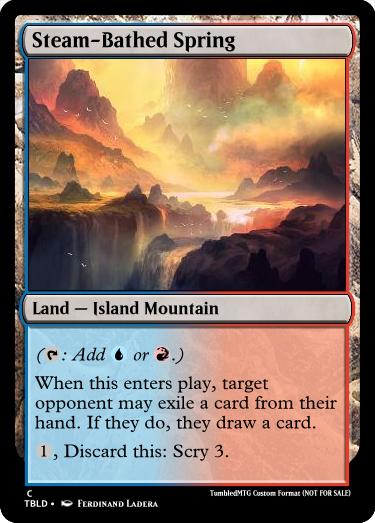 Steam-Bathed Spring
Land — Island Mountain
(: Add or .)
When this enters play, target
opponent may exile a card from their
hand. If they do, they draw a card.
1, Discard this: Scry 3.
C
TBLD • Ferdinand Ladera
TumbledMTG Custom Format (NOT FOR SALE)